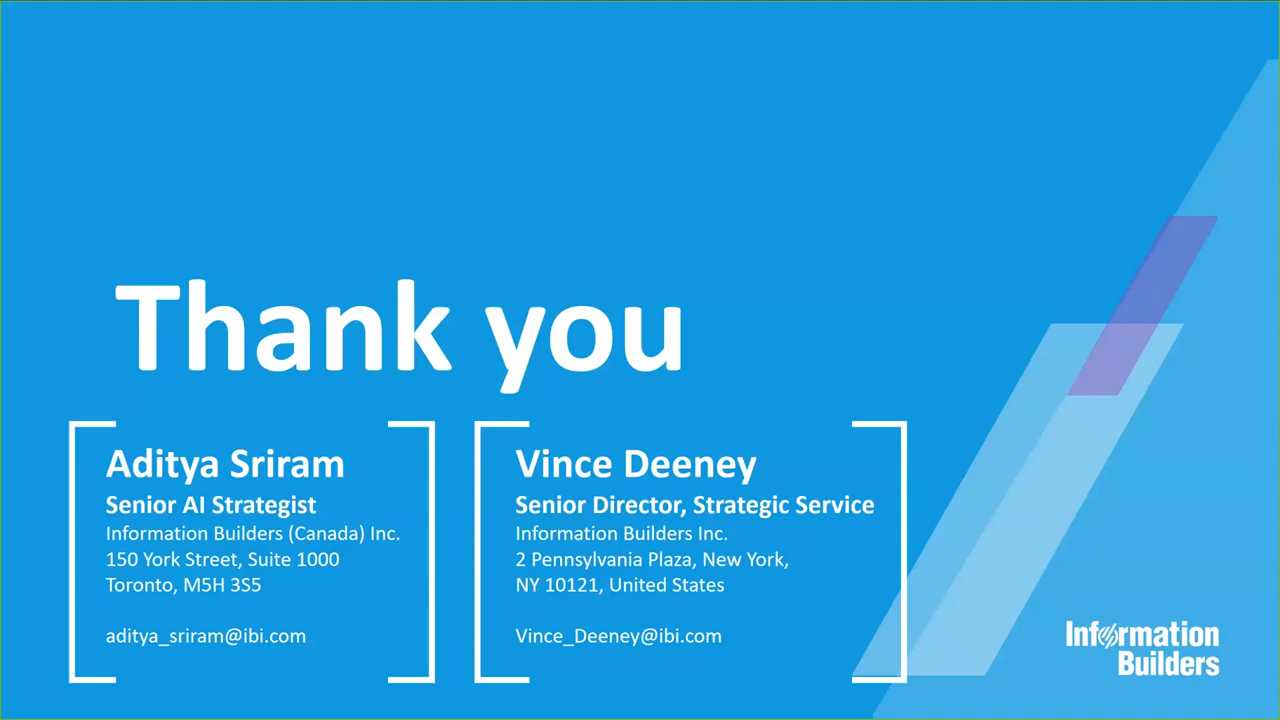 Thank you
Aditya Sriram
Senior AI Strategist
Information Builders (Canada) Inc.
150 York Street, Suite 1000
Toronto, M5H 3S5
aditya_sriram@ibi.com
Vince Deeney
Senior Director, Strategic Service
Information Builders Inc.
2 Pennsylvania Plaza, New York,
NY 10121, United States
Vince_Deeney@ibi.com
Information
Builders